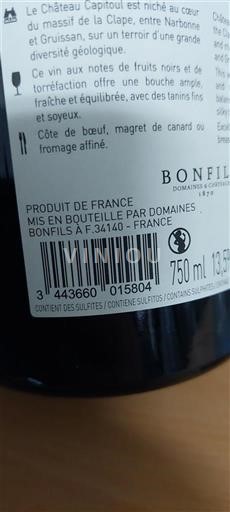 Le Château Capitoul est niché au cœur
du massif de la Clape, entre Narbonne
et Gruissan, sur un terroir d'une grande
diversité géologique.
Ce vin aux notes de fruits noirs et de
torréfaction offre une bouche ample,
fraîche et équilibrée, avec des tanins fins
et soyeux.
Côte de bœuf, magret de canard ou
fromage affiné.
BONFIL
DOMAINES &
1870
PRODUIT DE FRANCE
MIS EN BOUTEILLE PAR DOMAINES
BONFILS À F.34140 - FRANCE
VINIOU
750 ml 13,5
3 443660 015804
CONTIENT DES SULFITES / CONTIENE SULFITOS / CONTAINS SULPHITES